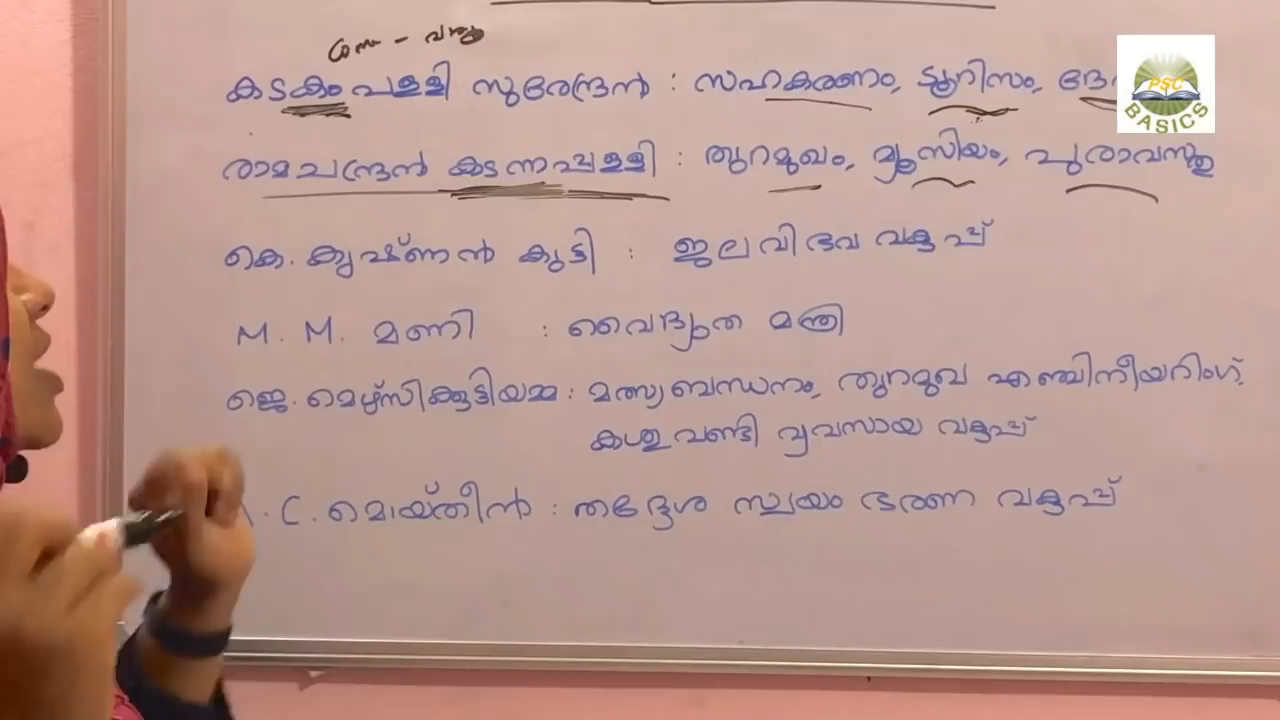 Com -
കടകംപള്ളി സുരേന്ദ്രൻ : സഹകരണം, ടൂറിസം, ദേ
PSC
BASICS
രാമചന്ദ്രൻ കടന്നപ്പള്ളി : തുറമുഖം, മ്യൂസിയം, പുരാവസ്തു
കെ. കൃഷ്ണൻ കുട്ടി : ജലവിഭവ വകുപ്പ്
M. M. മണി : വൈദ്യുത മന്ത്രി
ജെ. മെഴ്സിക്കുട്ടിയമ്മ : മത്സ്യബന്ധനം, തുറമുഖ എഞ്ചിനീയറിംഗ്,
കശുവണ്ടി വ്യവസായ വകുപ്പ്
. C. മൊയ്തീൻ : തദ്ദേശ സ്വയം ഭരണ വകുപ്പ്